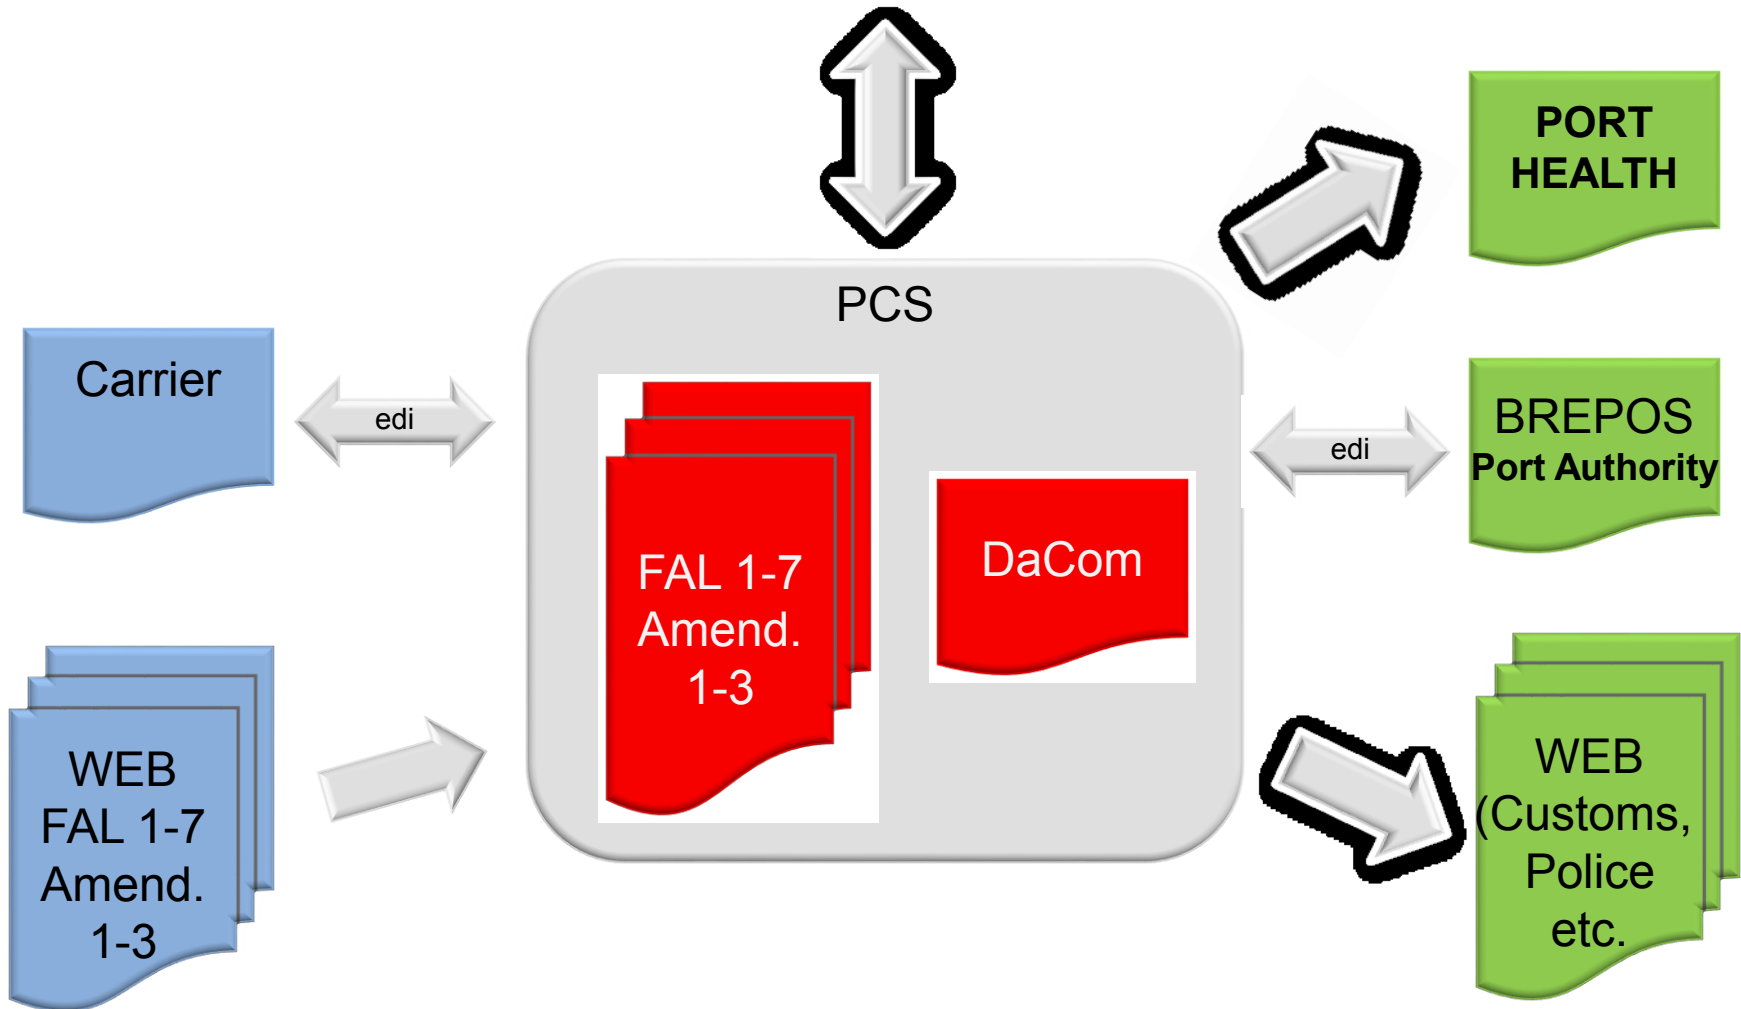 PORT
HEALTH
PCS
Carrier
edi
edi
BREPOS
Port Authority
FAL 1-7
Amend.
1-3
DaCom
WEB
FAL 1-7
Amend.
1-3
WEB
(Customs,
Police
etc.